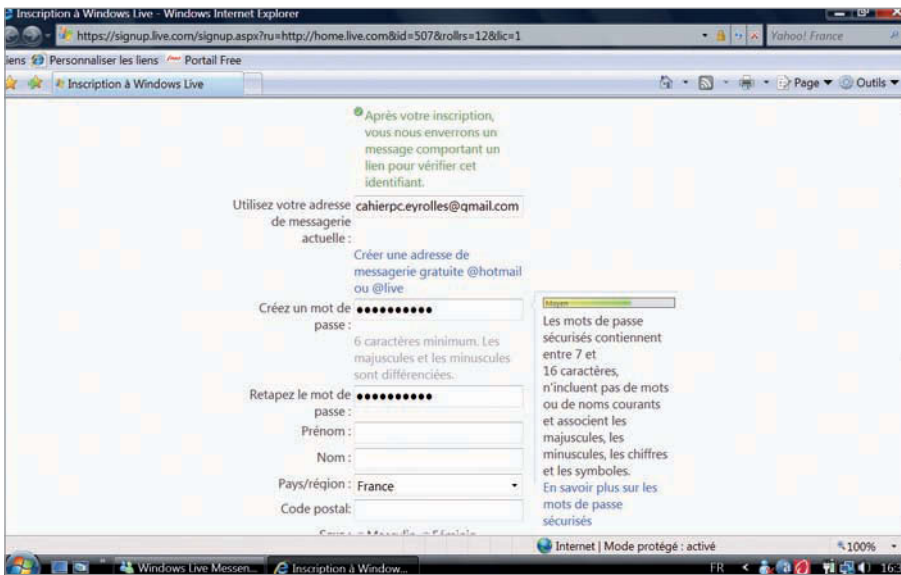 Inscription à Windows Live - Windows Internet Explorer
https://signup.live.com/signup.aspx?ru=http://home.live.com&id=507&rollrs=12&lic=1
Yahoo! France
iens Personnaliser les liens Portail Free
Inscription à Windows Live
Page Outils
Après votre inscription,
vous nous enverrons un
message comportant un
lien pour vérifier cet
identifiant.
Utilisez votre adresse
de messagerie
actuelle :
cahierpc.eyrolles@gmail.com
Créer une adresse de
messagerie gratuite @hotmail
ou @live
Créez un mot de
passe :
6 caractères minimum. Les
majuscules et les minuscules
sont différenciées.
Retapez le mot de
passe :
Prénom :
Nom :
Pays/région : France
Code postal:
Moyen
Les mots de passe
sécurisés contiennent
entre 7 et
16 caractères,
n'incluent pas de mots
ou de noms courants
et associent les
majuscules, les
minuscules, les chiffres
et les symboles.
En savoir plus sur les
mots de passe
sécurisés
Internet | Mode protégé : activé
100%
Windows Live Messen...
Inscription à Window...
FR